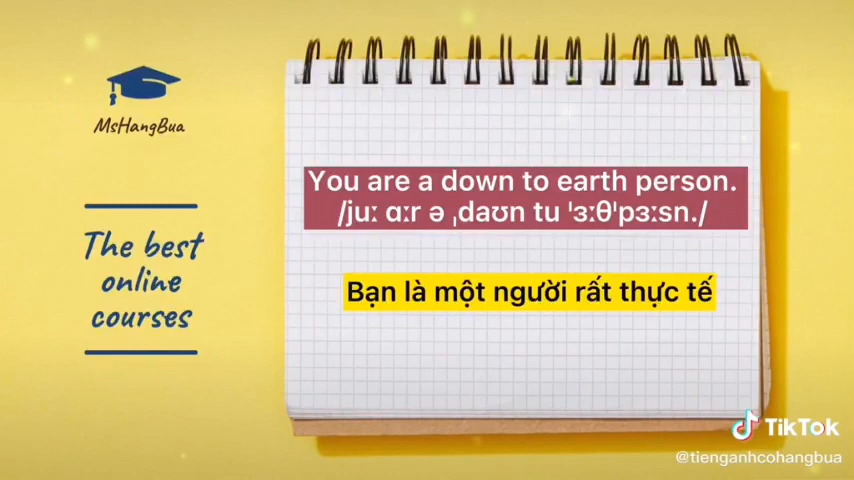 MsHangBua
The best
online
courses
You are a down to earth person.
/juː ɑːr ə ˌdaʊn tu ˈɜːθˈpɜːsn./
Bạn là một người rất thực tế
TikTok
@tienganhcohangbua